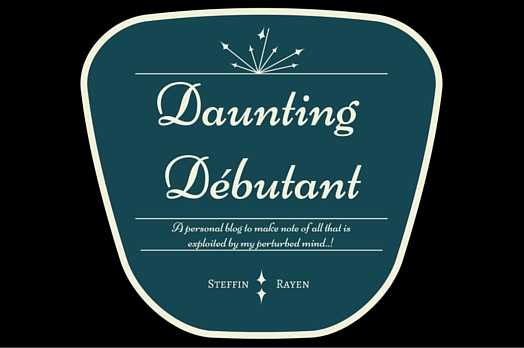 Daunting
Débutant
A personal blog to make note of all that is
exploited by my perturbed mind..!
Steffin Rayen